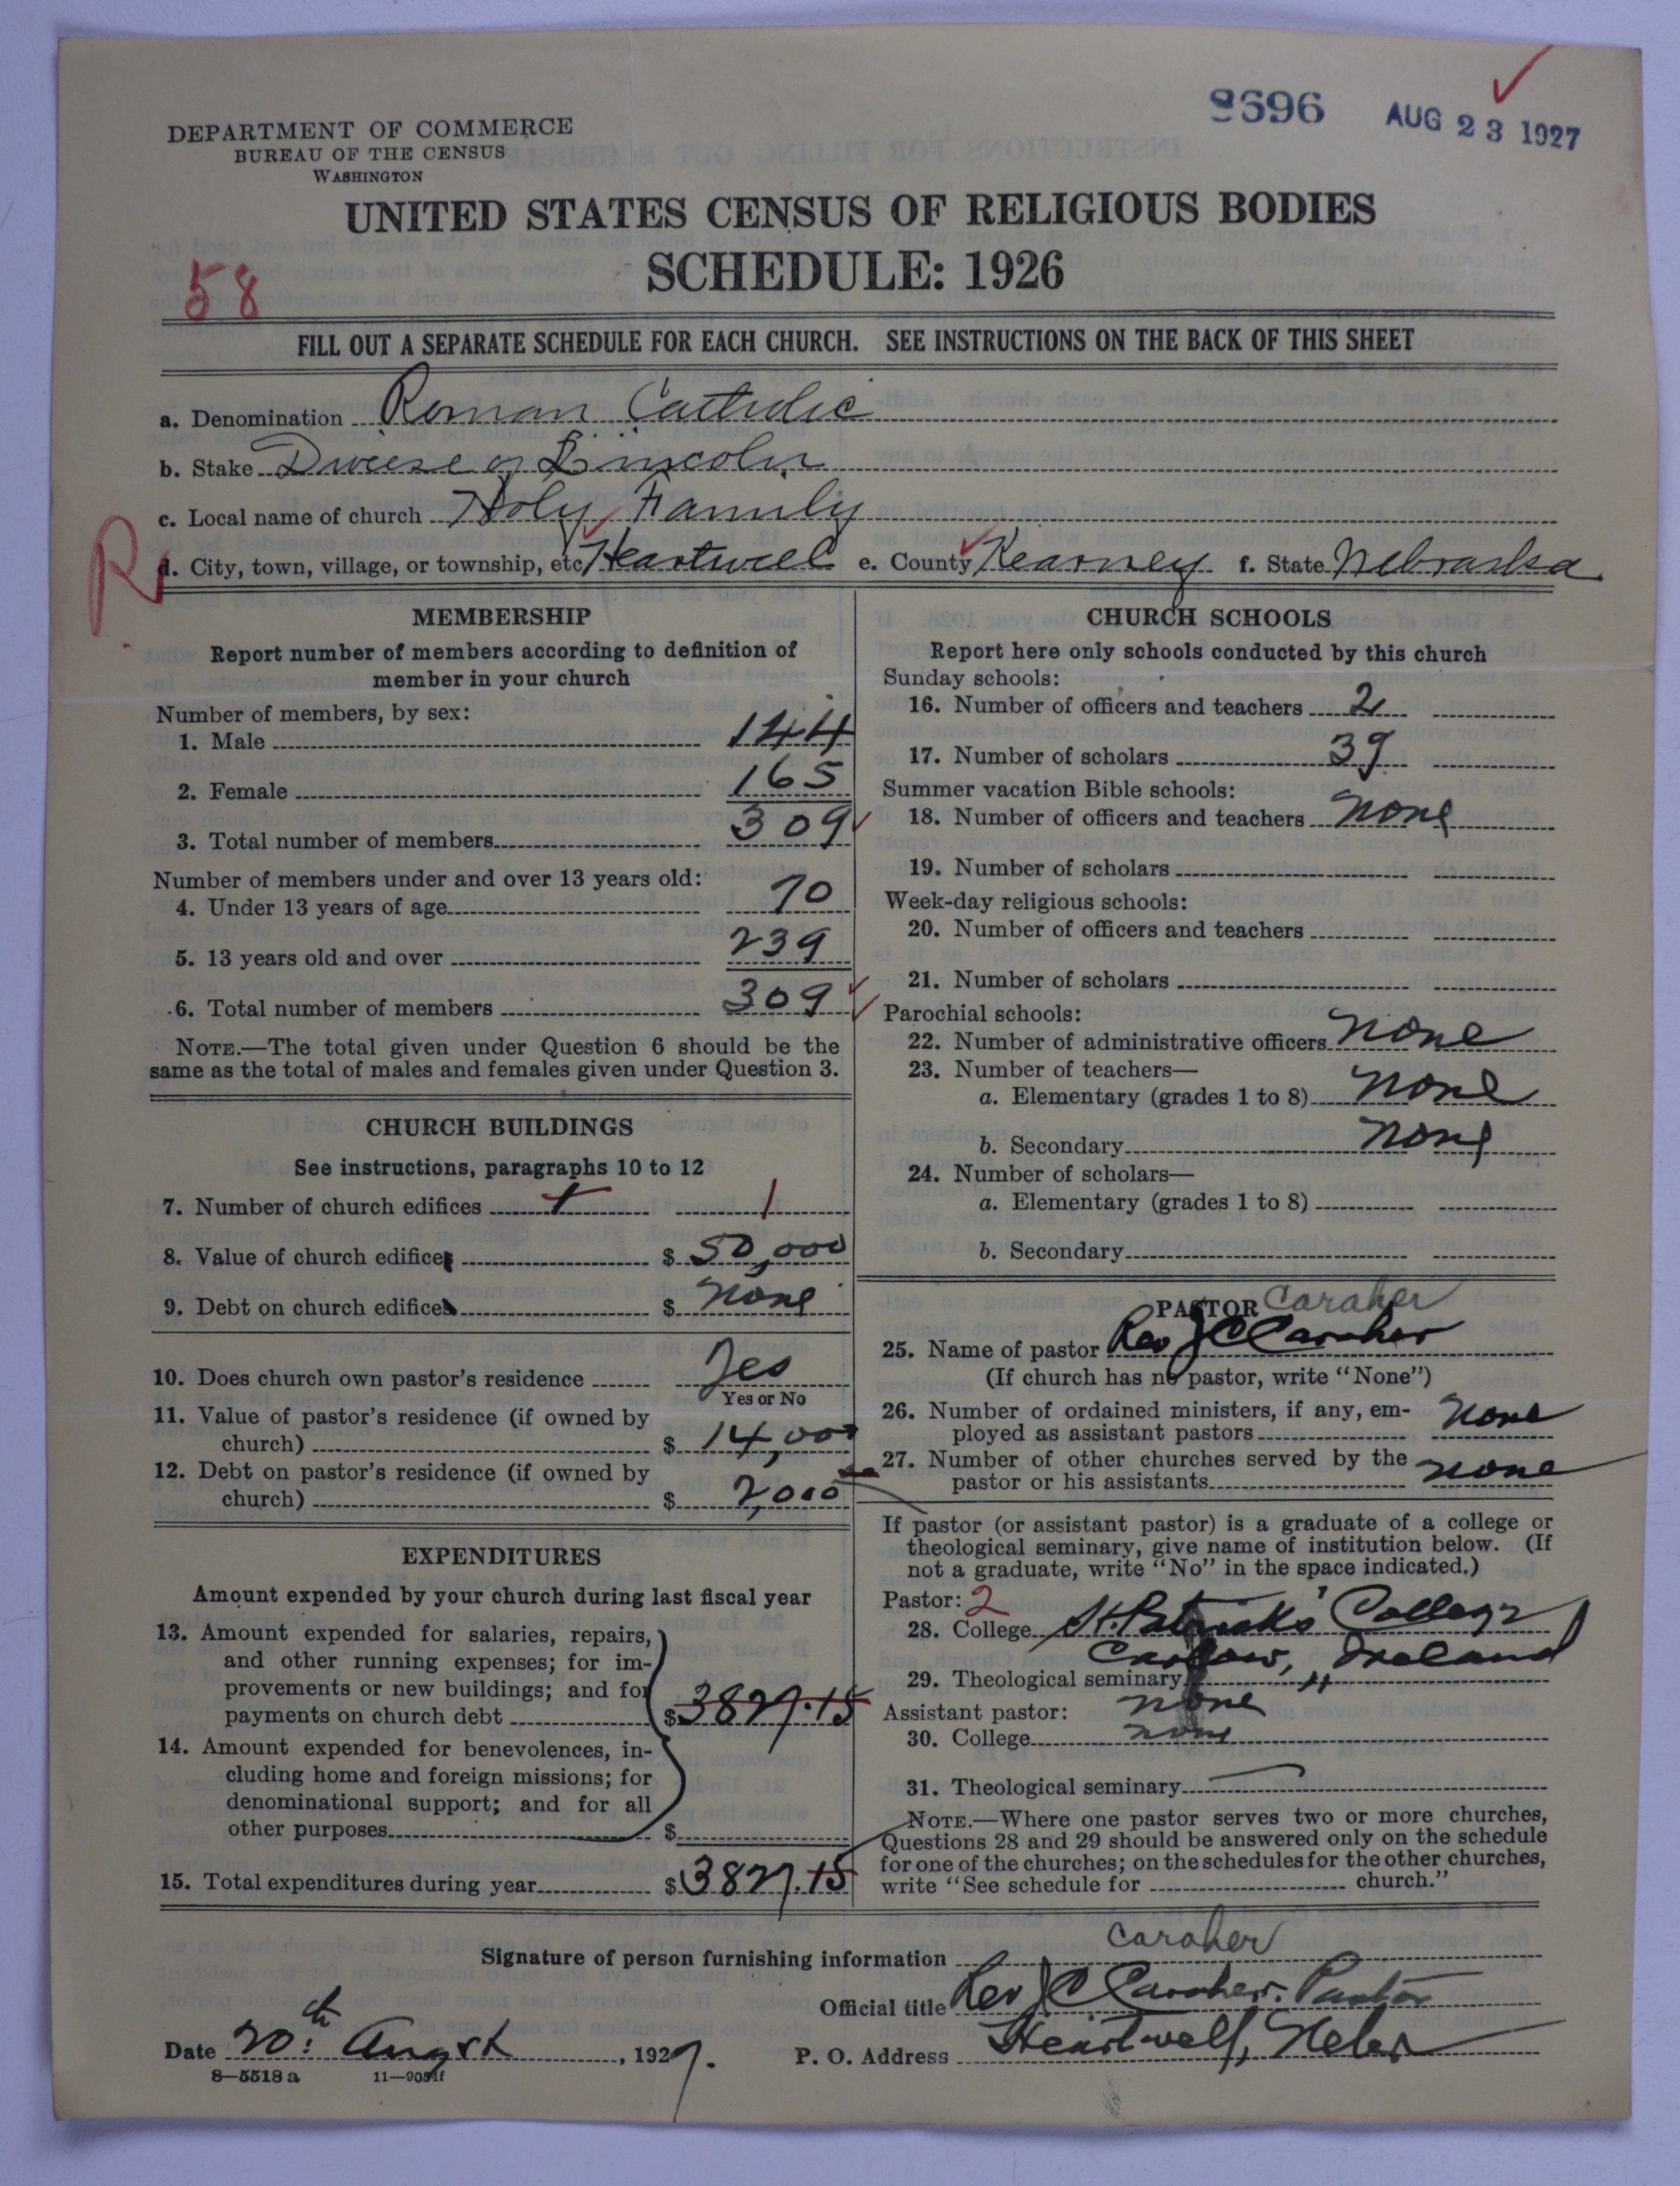 8696 AUG 23 1927
DEPARTMENT OF COMMERCE
BUREAU OF THE CENSUS
WASHINGTON
UNITED STATES CENSUS OF RELIGIOUS BODIES
SCHEDULE: 1926
58
FILL OUT A SEPARATE SCHEDULE FOR EACH CHURCH. SEE INSTRUCTIONS ON THE BACK OF THIS SHEET
a. Denomination Roman Catholic
b. Stake Diocese of Lincoln
c. Local name of church Holy Family
R
d. City, town, village, or township, etc Heartwell e. County Kearney f. State Nebraska
MEMBERSHIP
Report number of members according to definition of
member in your church
Number of members, by sex:
1. Male 144
2. Female 165
3. Total number of members 309
Number of members under and over 13 years old:
4. Under 13 years of age 70
5. 13 years old and over 239
6. Total number of members 309
NOTE.—The total given under Question 6 should be the
same as the total of males and females given under Question 3.
CHURCH BUILDINGS
See instructions, paragraphs 10 to 12
7. Number of church edifices 1 1
8. Value of church edifices $ 50,000
9. Debt on church edifices $ none
10. Does church own pastor's residence Yes
Yes or No
11. Value of pastor's residence (if owned by
church) $ 14,000
12. Debt on pastor's residence (if owned by
church) $ 2,000
EXPENDITURES
Amount expended by your church during last fiscal year
13. Amount expended for salaries, repairs,
and other running expenses; for im-
provements or new buildings; and for
payments on church debt $ 3827.15
14. Amount expended for benevolences, in-
cluding home and foreign missions; for
denominational support; and for all
other purposes $
15. Total expenditures during year $ 3827.15
CHURCH SCHOOLS
Report here only schools conducted by this church
Sunday schools:
16. Number of officers and teachers 2
17. Number of scholars 39
Summer vacation Bible schools:
18. Number of officers and teachers none
19. Number of scholars
Week-day religious schools:
20. Number of officers and teachers
21. Number of scholars
Parochial schools:
22. Number of administrative officers none
23. Number of teachers—
a. Elementary (grades 1 to 8) none
b. Secondary none
24. Number of scholars—
a. Elementary (grades 1 to 8)
b. Secondary
PASTOR Caraher
25. Name of pastor Rev J C Caraher
(If church has no pastor, write "None")
26. Number of ordained ministers, if any, em-
ployed as assistant pastors none
27. Number of other churches served by the
pastor or his assistants none
If pastor (or assistant pastor) is a graduate of a college or
theological seminary, give name of institution below. (If
not a graduate, write "No" in the space indicated.)
Pastor: 2
28. College St. Patricks' College
Carlow, Ireland
29. Theological seminary "
Assistant pastor: none
30. College none
31. Theological seminary
NOTE.—Where one pastor serves two or more churches,
Questions 28 and 29 should be answered only on the schedule
for one of the churches; on the schedules for the other churches,
write "See schedule for church."
Caraher
Signature of person furnishing information
Official title Rev J C Caraher. Pastor
Date 20th August, 1927. P. O. Address Heartwell, Nebr
8—5518a 11—9051f